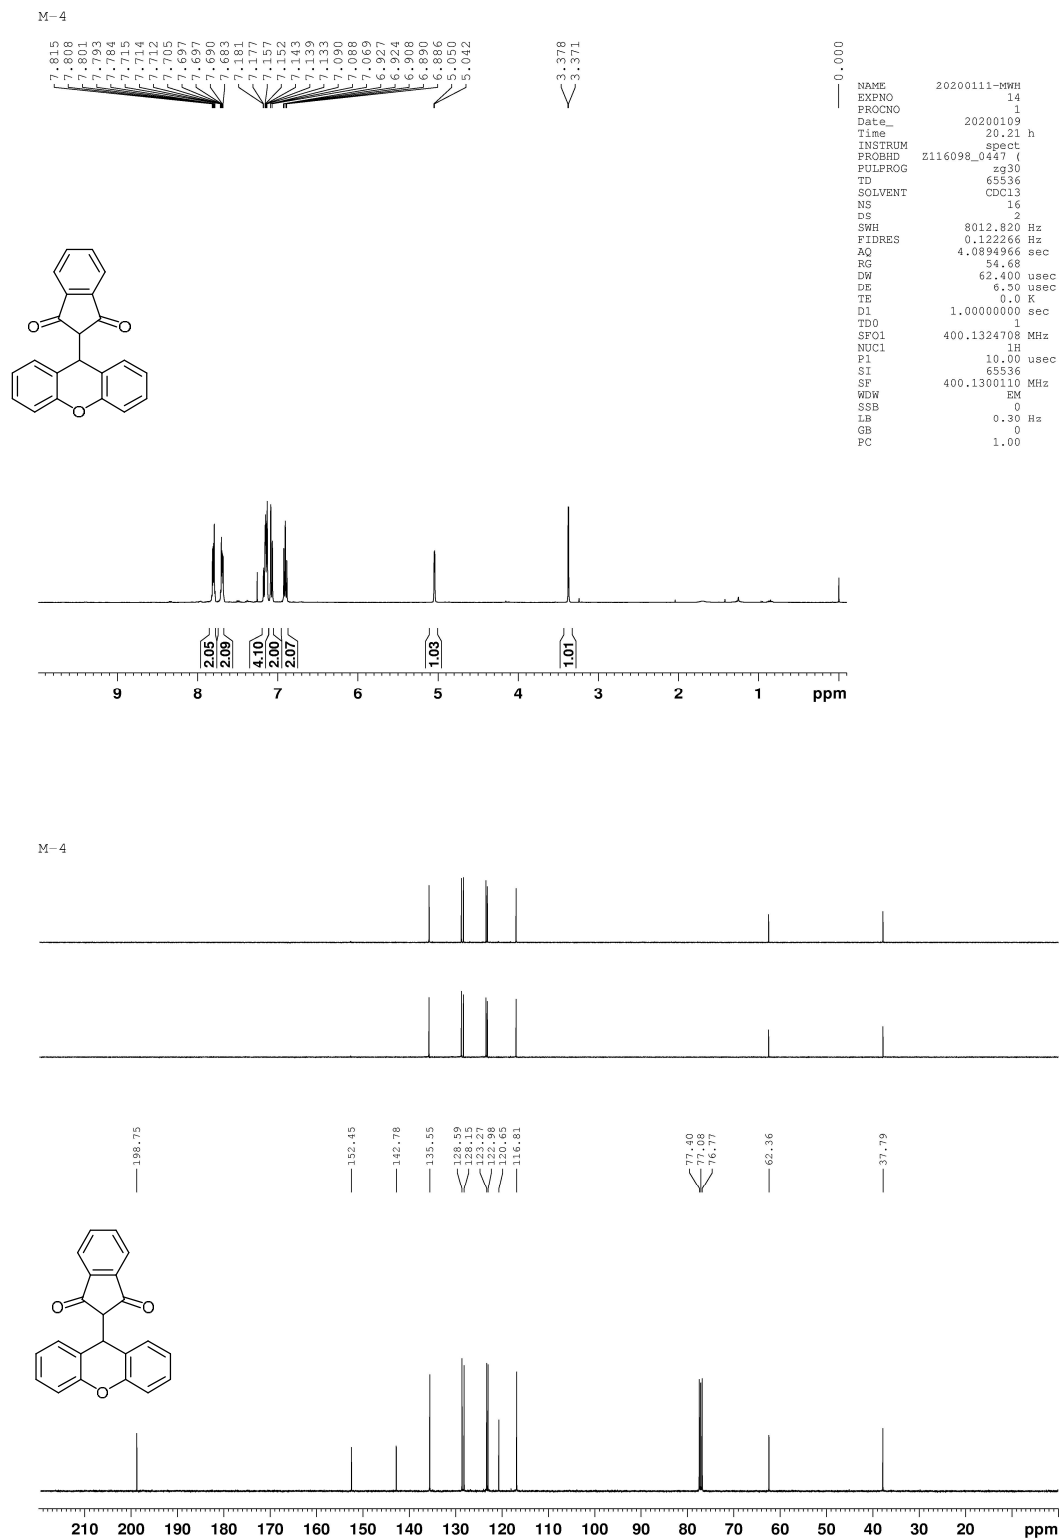 M-4
7.815
7.808
7.801
7.793
7.784
7.715
7.714
7.712
7.705
7.697
7.697
7.690
7.683
7.181
7.177
7.157
7.152
7.143
7.139
7.133
7.090
7.088
7.069
6.927
6.924
6.908
6.890
6.886
5.050
5.042
3.378
3.371
0.000
NAME 20200111-MWH
EXPNO 14
PROCNO 1
Date_ 20200109
Time 20.21 h
INSTRUM spect
PROBHD Z116098_0447 (
PULPROG zg30
TD 65536
SOLVENT CDCl3
NS 16
DS 2
SWH 8012.820 Hz
FIDRES 0.122266 Hz
AQ 4.0894966 sec
RG 54.68
DW 62.400 usec
DE 6.50 usec
TE 0.0 K
D1 1.00000000 sec
TD0 1
SFO1 400.1324708 MHz
NUC1 1H
P1 10.00 usec
SI 65536
SF 400.1300110 MHz
WDW EM
SSB 0
LB 0.30 Hz
GB 0
PC 1.00
O O
O
2.05 2.09 4.10 2.00 2.07 1.03 1.01
9 8 7 6 5 4 3 2 1 ppm
M-4
198.75
152.45
142.78
135.55
128.59
128.15
123.27
122.98
120.65
116.81
77.40
77.08
76.77
62.36
37.79
O O
O
210 200 190 180 170 160 150 140 130 120 110 100 90 80 70 60 50 40 30 20 ppm